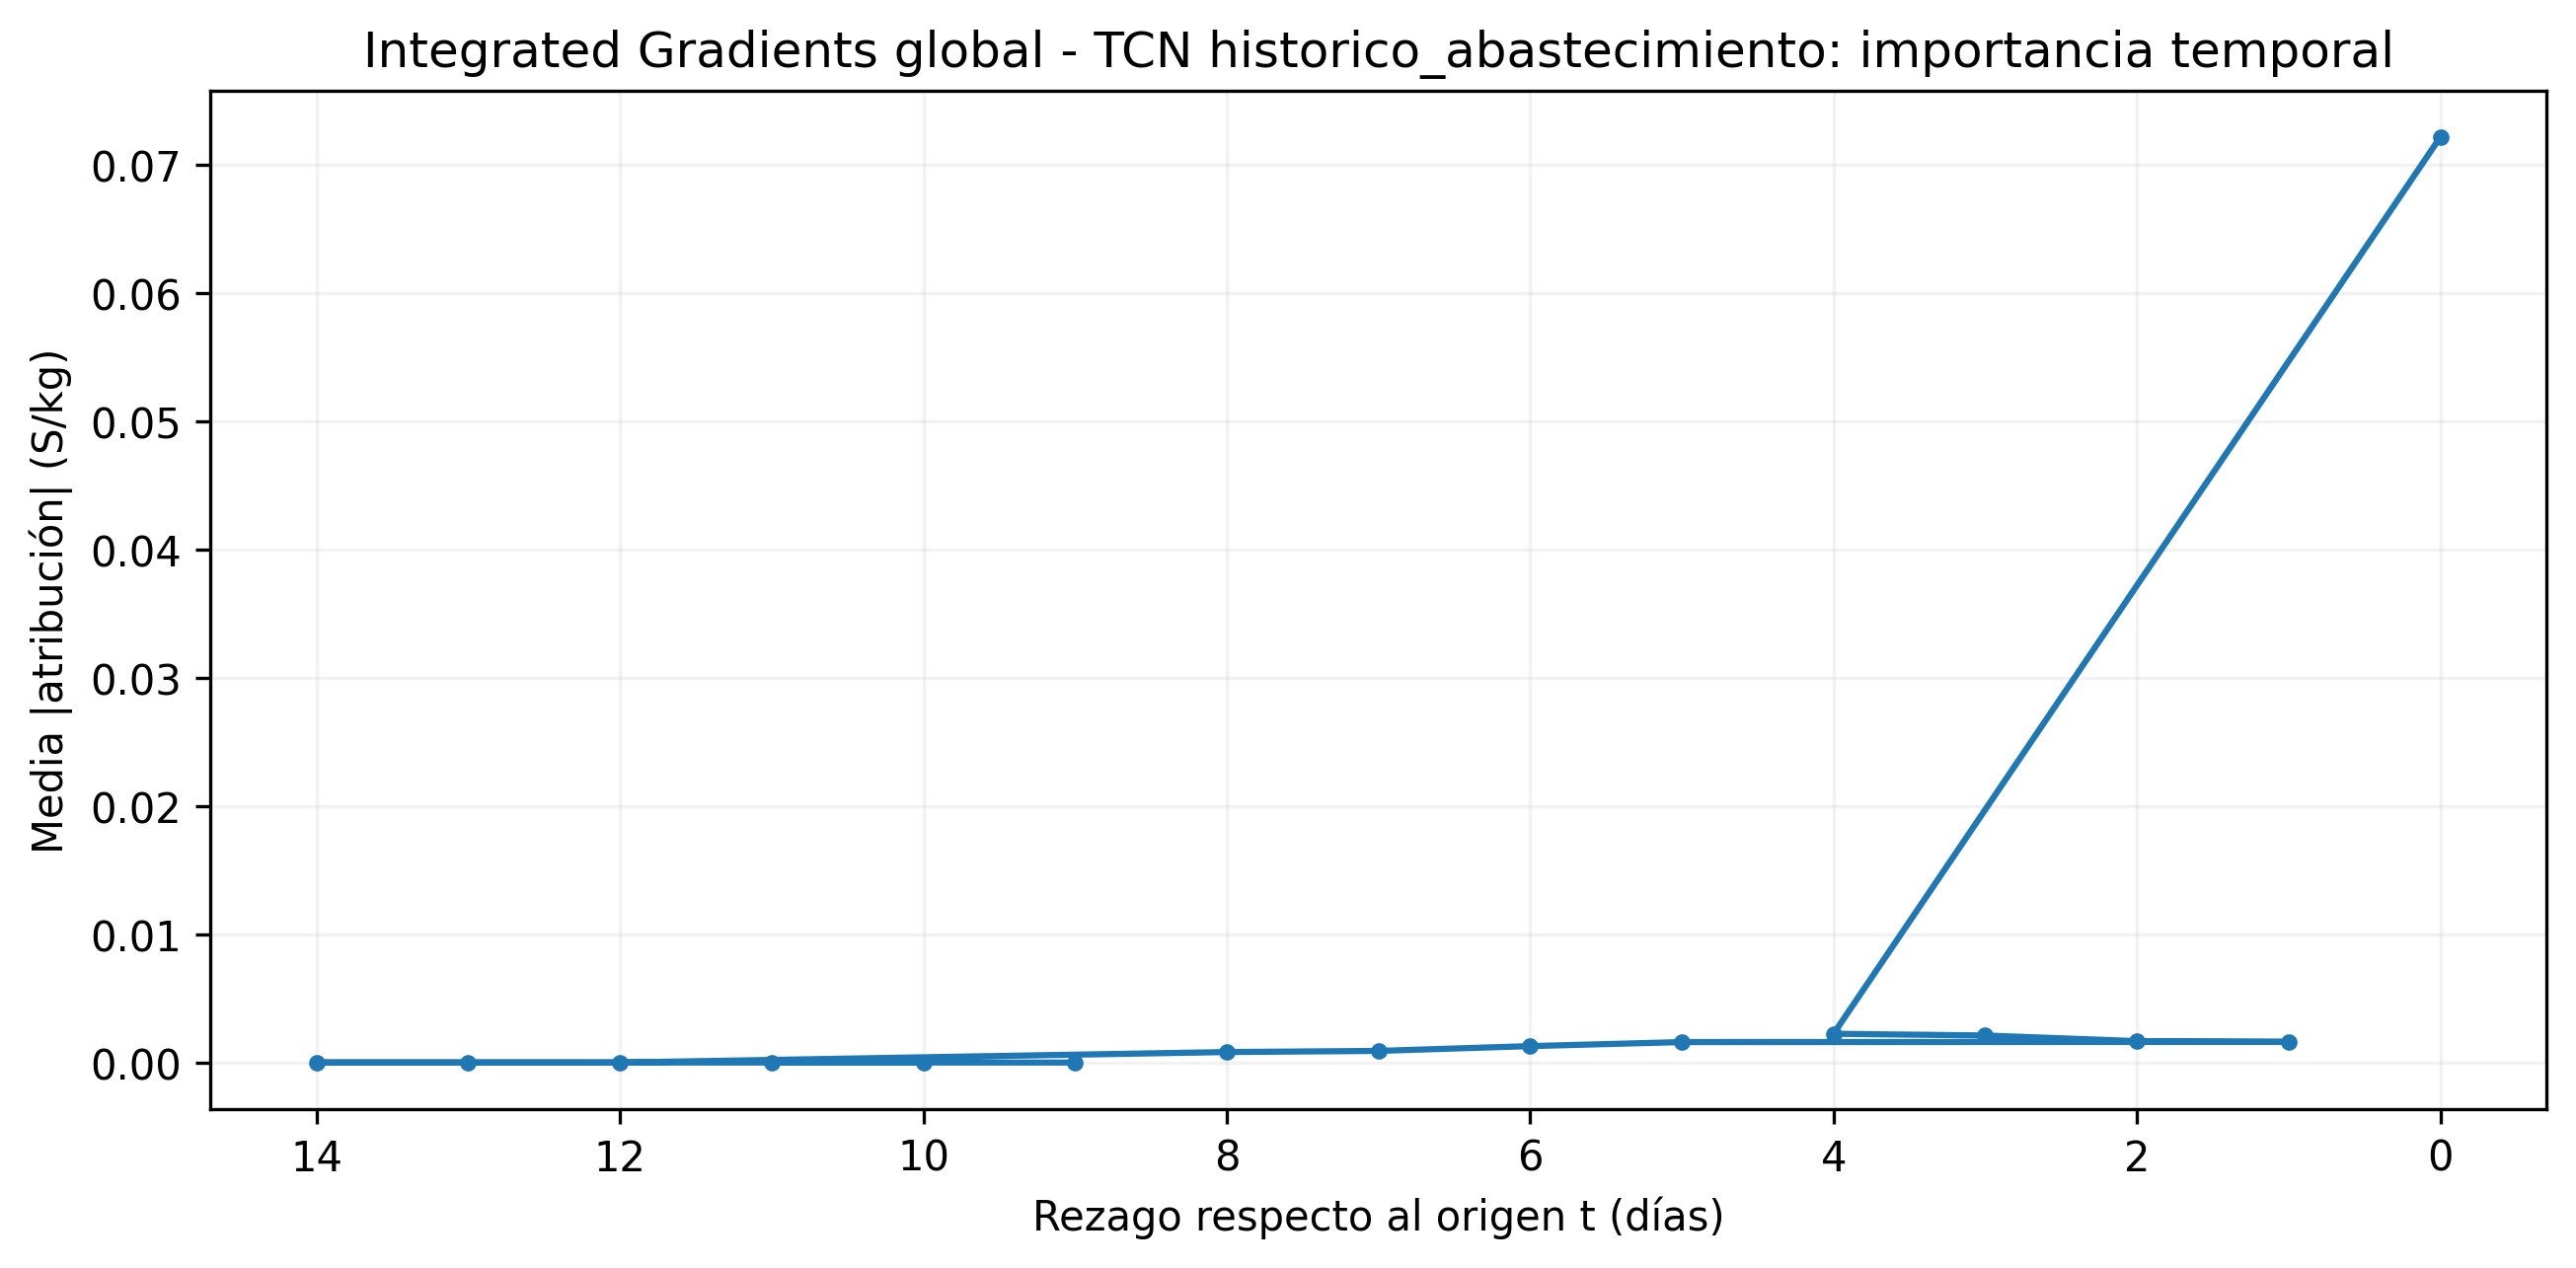 Integrated Gradients global - TCN historico_abastecimiento: importancia temporal
Media |atribución| (S/kg)
0.07
0.06
0.05
0.04
0.03
0.02
0.01
0.00
14 12 10 8 6 4 2 0
Rezago respecto al origen t (días)